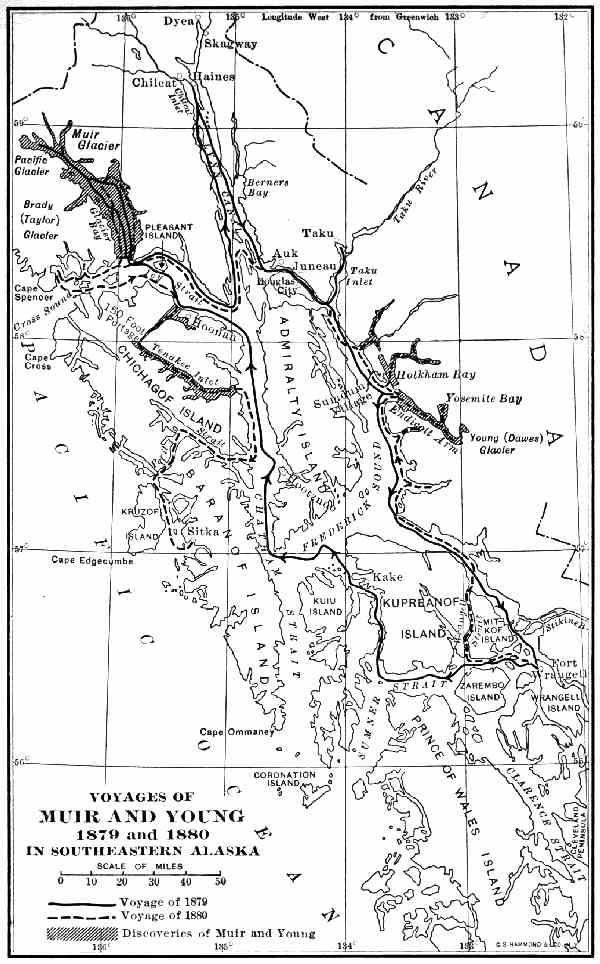 Longitude West from Greenwich
136°
135°
134°
133°
132°
Dyea
Skagway
Chilcat
Haines
Chilcat Inlet
CANADA
59°
59°
LYNN CANAL
Muir Glacier
Pacific Glacier
Berners Bay
Taku River
Brady (Taylor) Glacier
Glacier Bay
PLEASANT ISLAND
Taku
Auk
Juneau
Taku Inlet
Douglas City
Cape Spencer
Icy Strait
Cross Sound
150 Foot Portage
Hoonah
58°
58°
Cape Cross
Tenakee Inlet
CHICHAGOF ISLAND
ADMIRALTY ISLAND
Holkham Bay
Sumdum Village
Yosemite Bay
Endicott Arm
Young (Dawes) Glacier
PACIFIC OCEAN
Peril Strait
BARANOF ISLAND
Kootznahoo
KRUZOF ISLAND
Sitka
CHATHAM STRAIT
FREDERICK SOUND
57°
57°
Cape Edgecumbe
Kake
KUIU ISLAND
KUPREANOF ISLAND
MITKOF ISLAND
Stikine R.
Fort Wrangell
SUMNER STRAIT
ZAREMBO ISLAND
WRANGELL ISLAND
Cape Ommaney
56°
56°
CORONATION ISLAND
PRINCE OF WALES ISLAND
CLARENCE STRAIT
CLEVELAND PENINSULA
VOYAGES OF
MUIR AND YOUNG
1879 and 1880
IN SOUTHEASTERN ALASKA
SCALE OF MILES
0 10 20 30 40 50
Voyage of 1879
Voyage of 1880
Discoveries of Muir and Young
136°
135°
134°
133°
C.S. HAMMOND & CO.